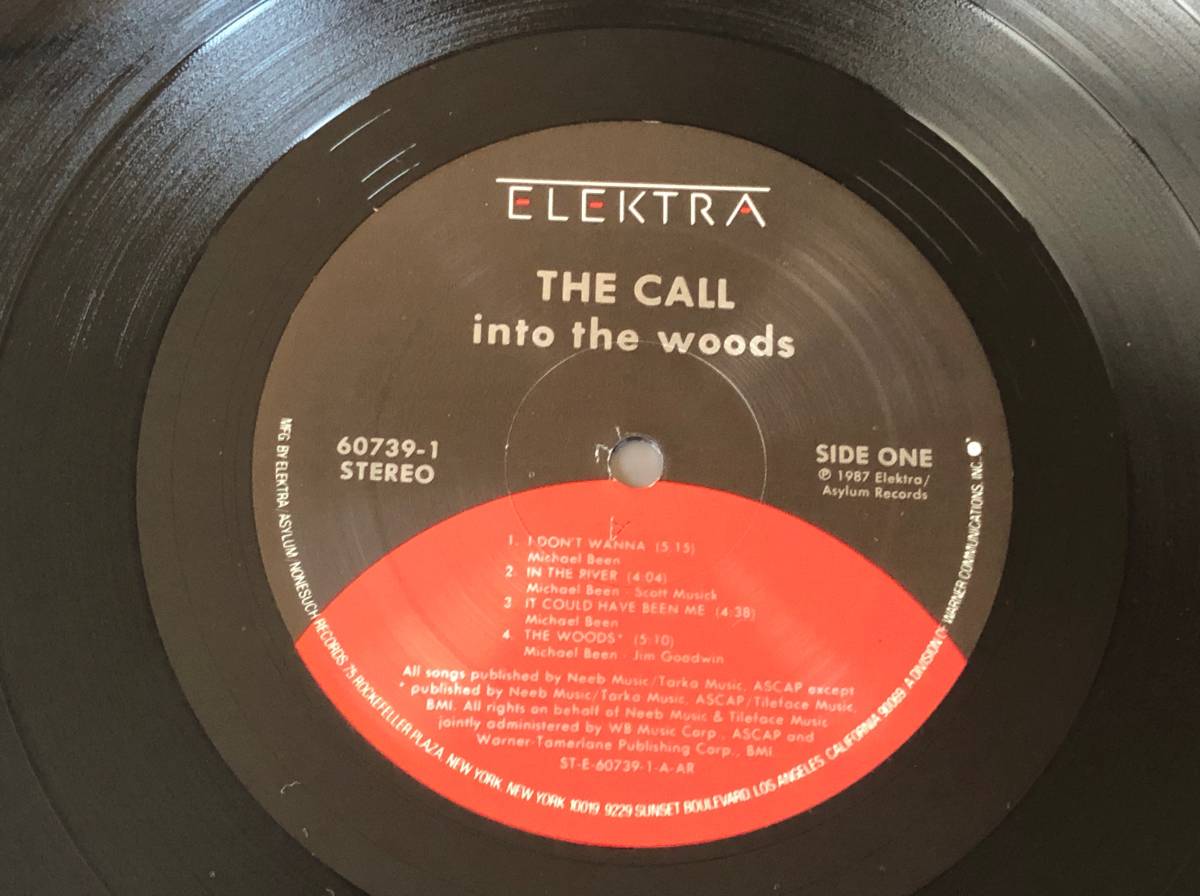 ELEKTRA
THE CALL
into the woods
60739-1
STEREO
SIDE ONE
℗ 1987 Elektra/
Asylum Records
1. I DON'T WANNA (5:15)
Michael Been
2. IN THE RIVER (4:04)
Michael Been - Scott Musick
3. IT COULD HAVE BEEN ME (4:38)
Michael Been
4. THE WOODS* (5:10)
Michael Been - Jim Goodwin
All songs published by Neeb Music/Tarka Music, ASCAP except
* published by Neeb Music/Tarka Music, ASCAP/Tileface Music,
BMI. All rights on behalf of Neeb Music & Tileface Music
jointly administered by WB Music Corp., ASCAP and
Warner-Tamerlane Publishing Corp., BMI.
ST-E-60739-1-A-AR
MFG. BY ELEKTRA/ASYLUM/NONESUCH RECORDS, 75 ROCKEFELLER PLAZA, NEW YORK, NEW YORK 10019 9229 SUNSET BOULEVARD, LOS ANGELES, CALIFORNIA 90069. A DIVISION OF WARNER COMMUNICATIONS, INC.